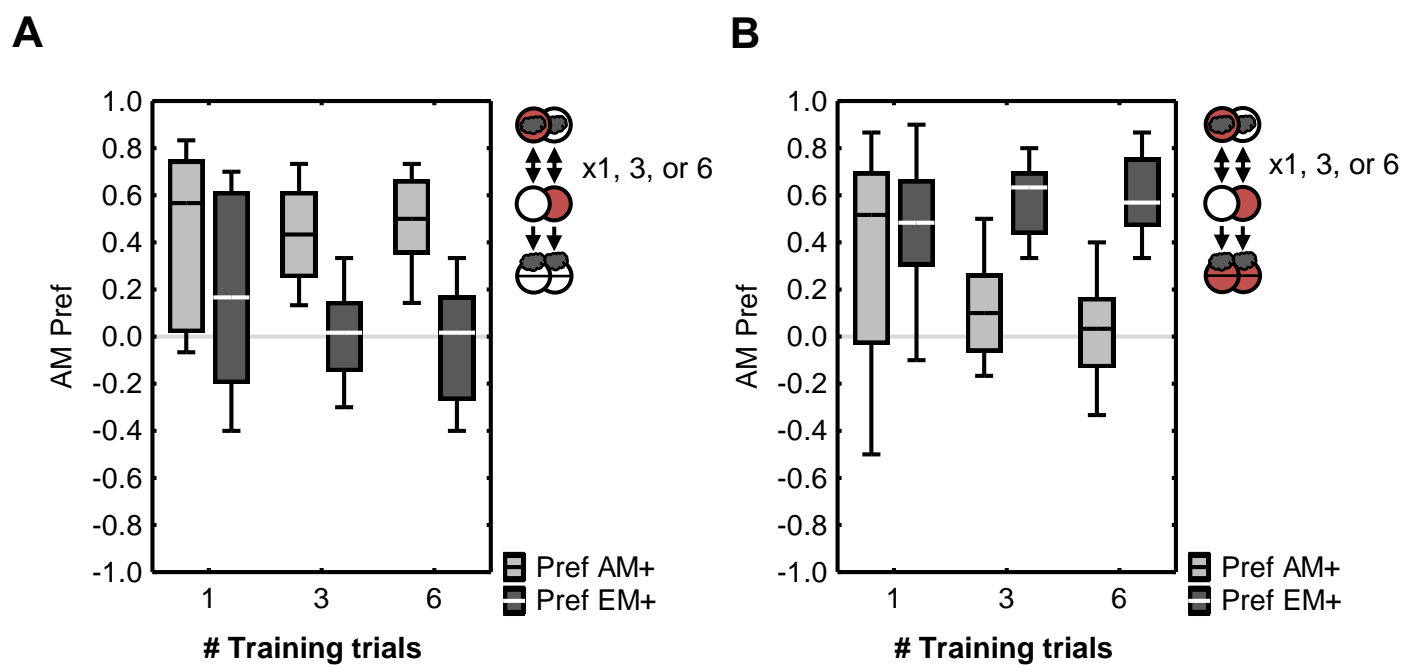 A
AM Pref
1.0
0.8
0.6
0.4
0.2
0.0
-0.2
-0.4
-0.6
-0.8
-1.0
1 3 6
# Training trials
x1, 3, or 6
Pref AM+
Pref EM+
B
AM Pref
1.0
0.8
0.6
0.4
0.2
0.0
-0.2
-0.4
-0.6
-0.8
-1.0
1 3 6
# Training trials
x1, 3, or 6
Pref AM+
Pref EM+